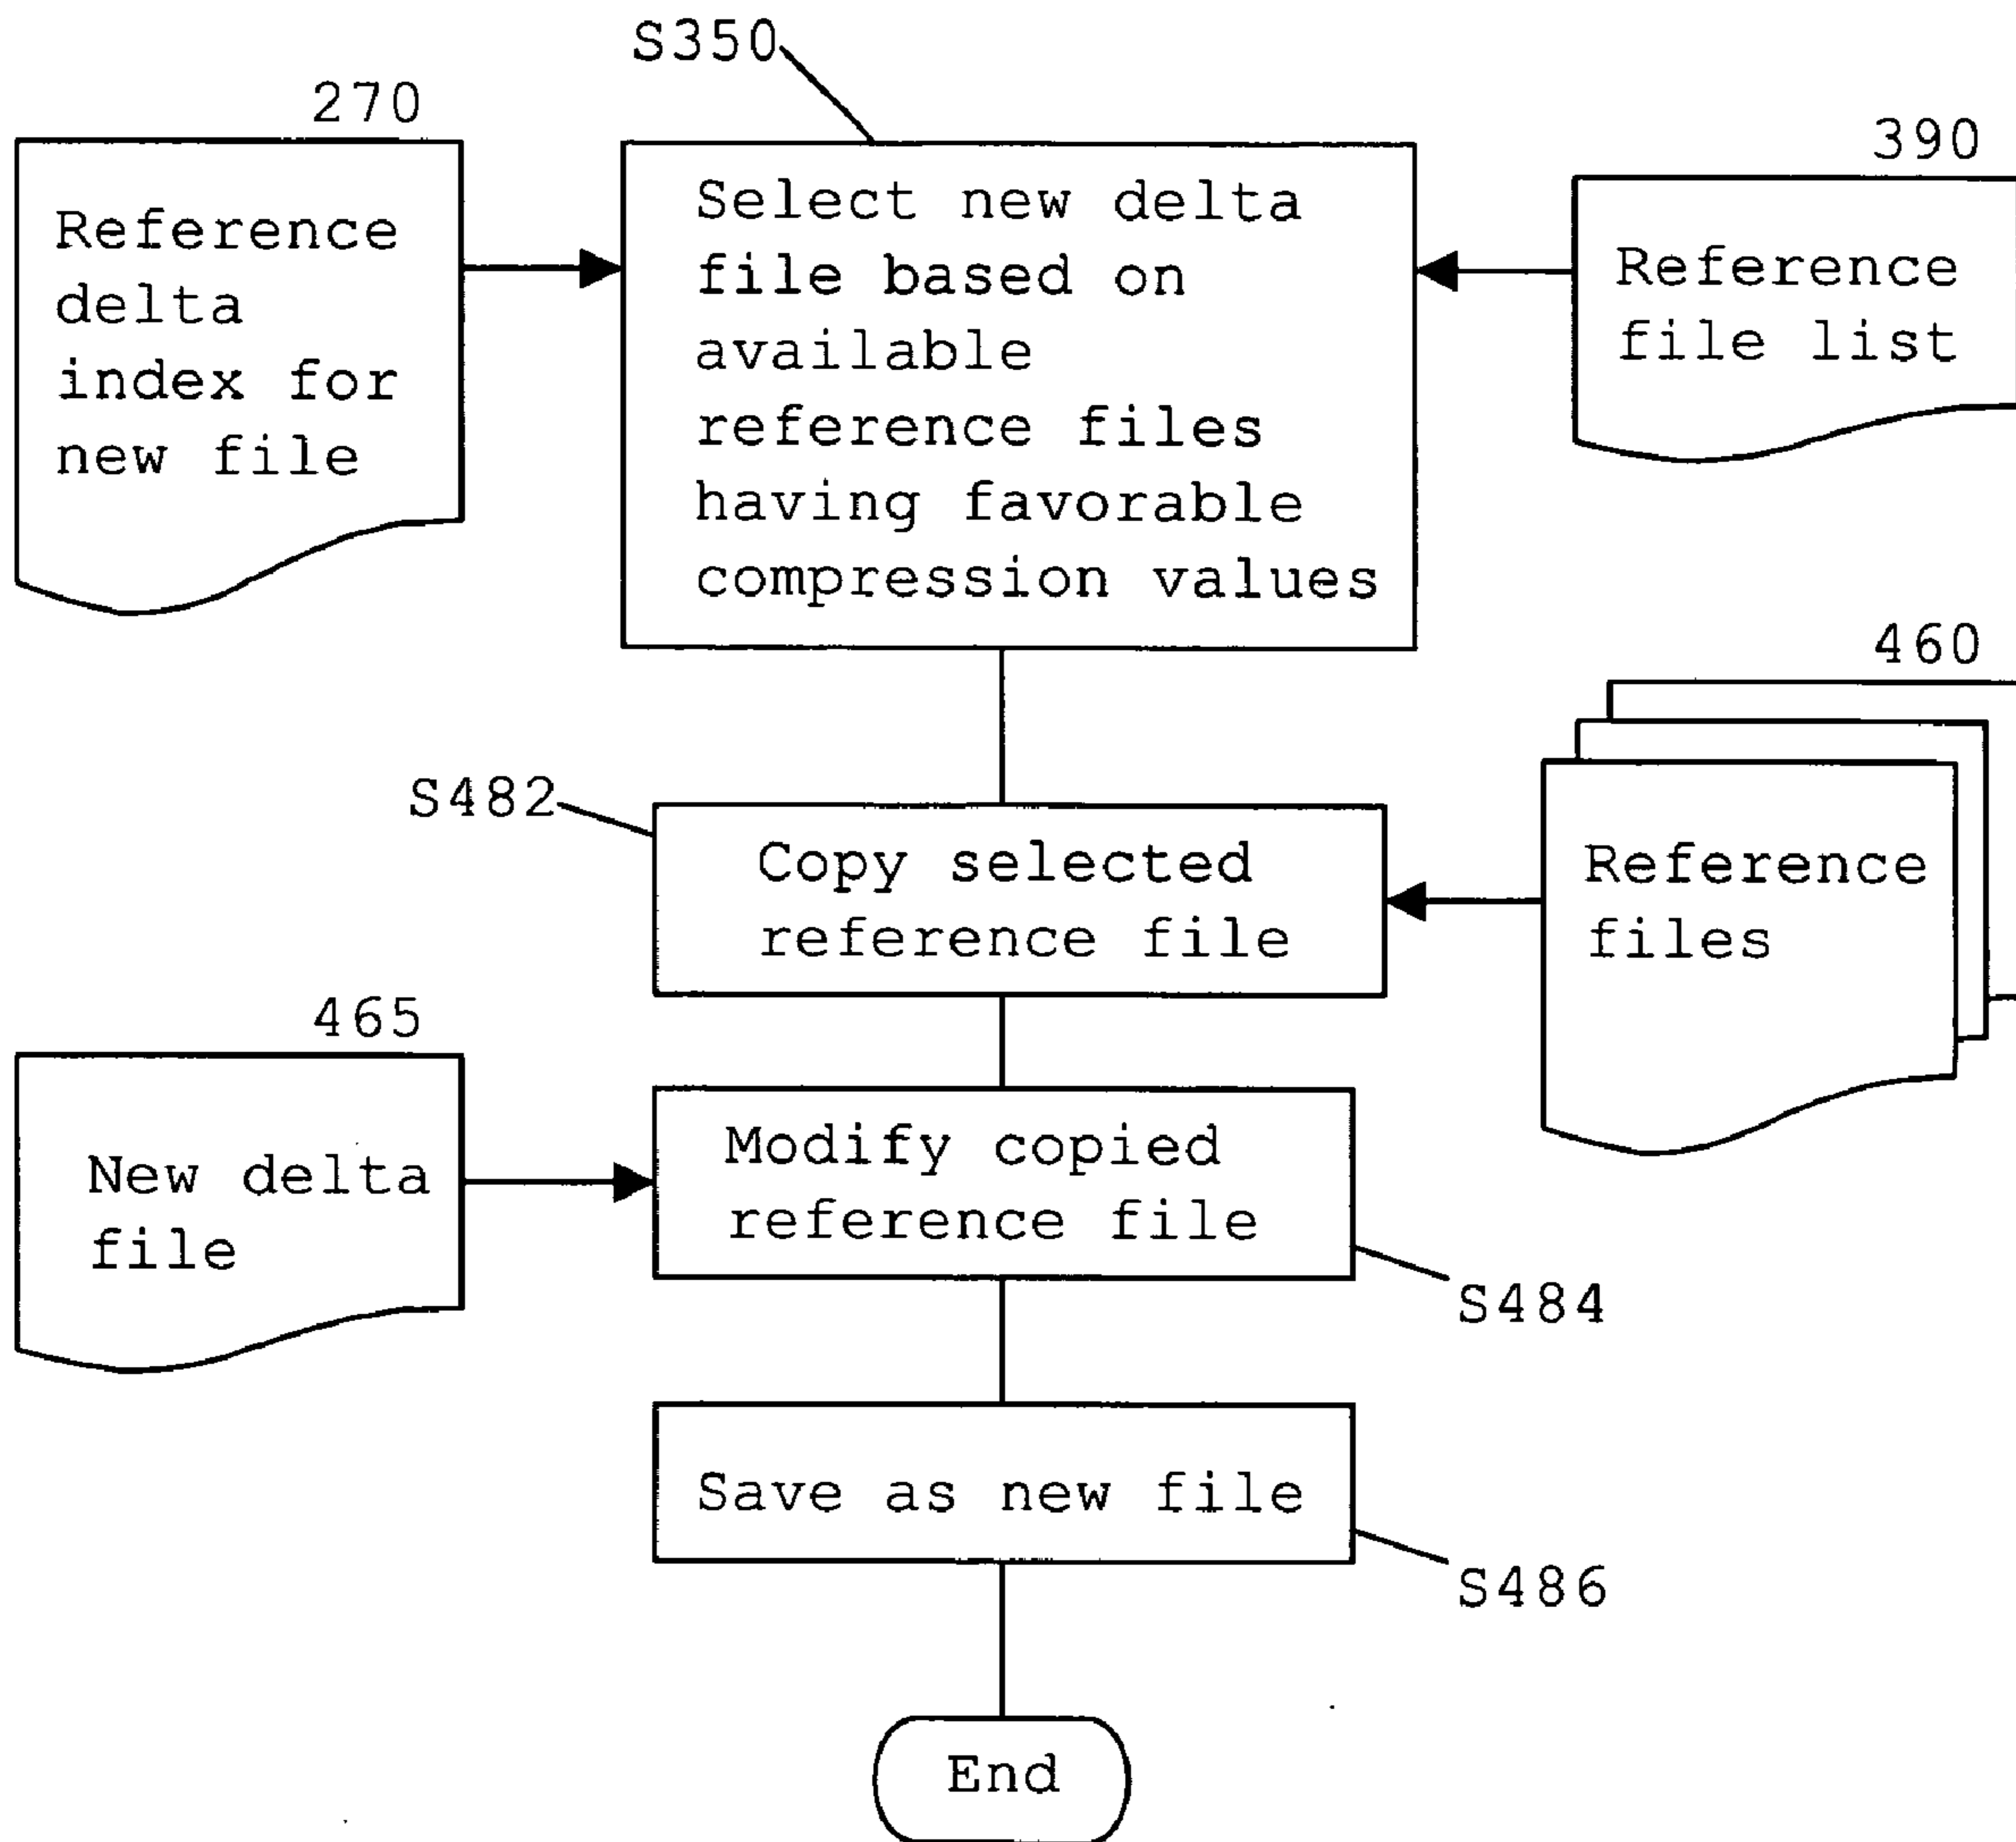 S350
270
Reference
delta
index for
new file
Select new delta
file based on
available
reference files
having favorable
compression values
390
Reference
file list
460
Reference
files
S482
Copy selected
reference file
465
New delta
file
Modify copied
reference file
S484
Save as new file
S486
End